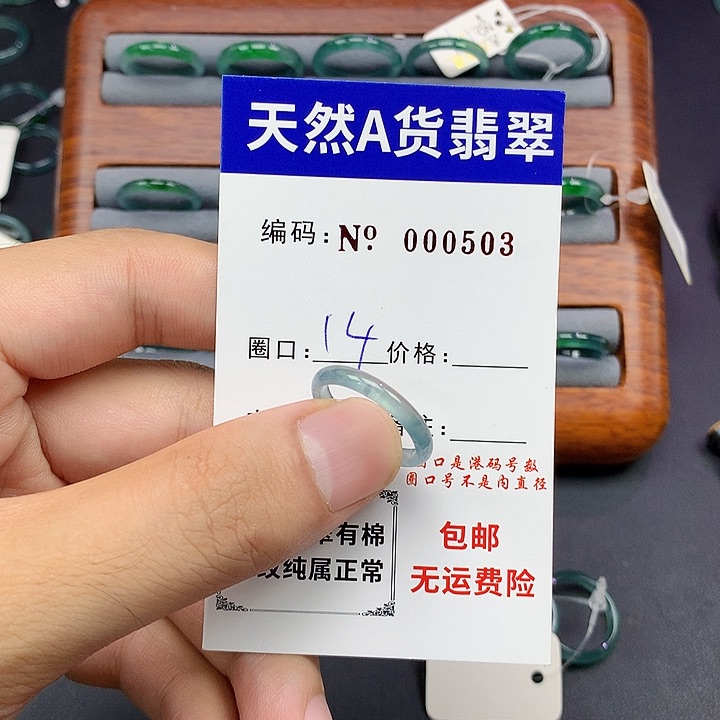 天然A货翡翠
编码: Nº 000503
圈口: 14 价格:
注:
口是港码号数
圈口号不是内直径
有棉
纯属正常
包邮
无运费险